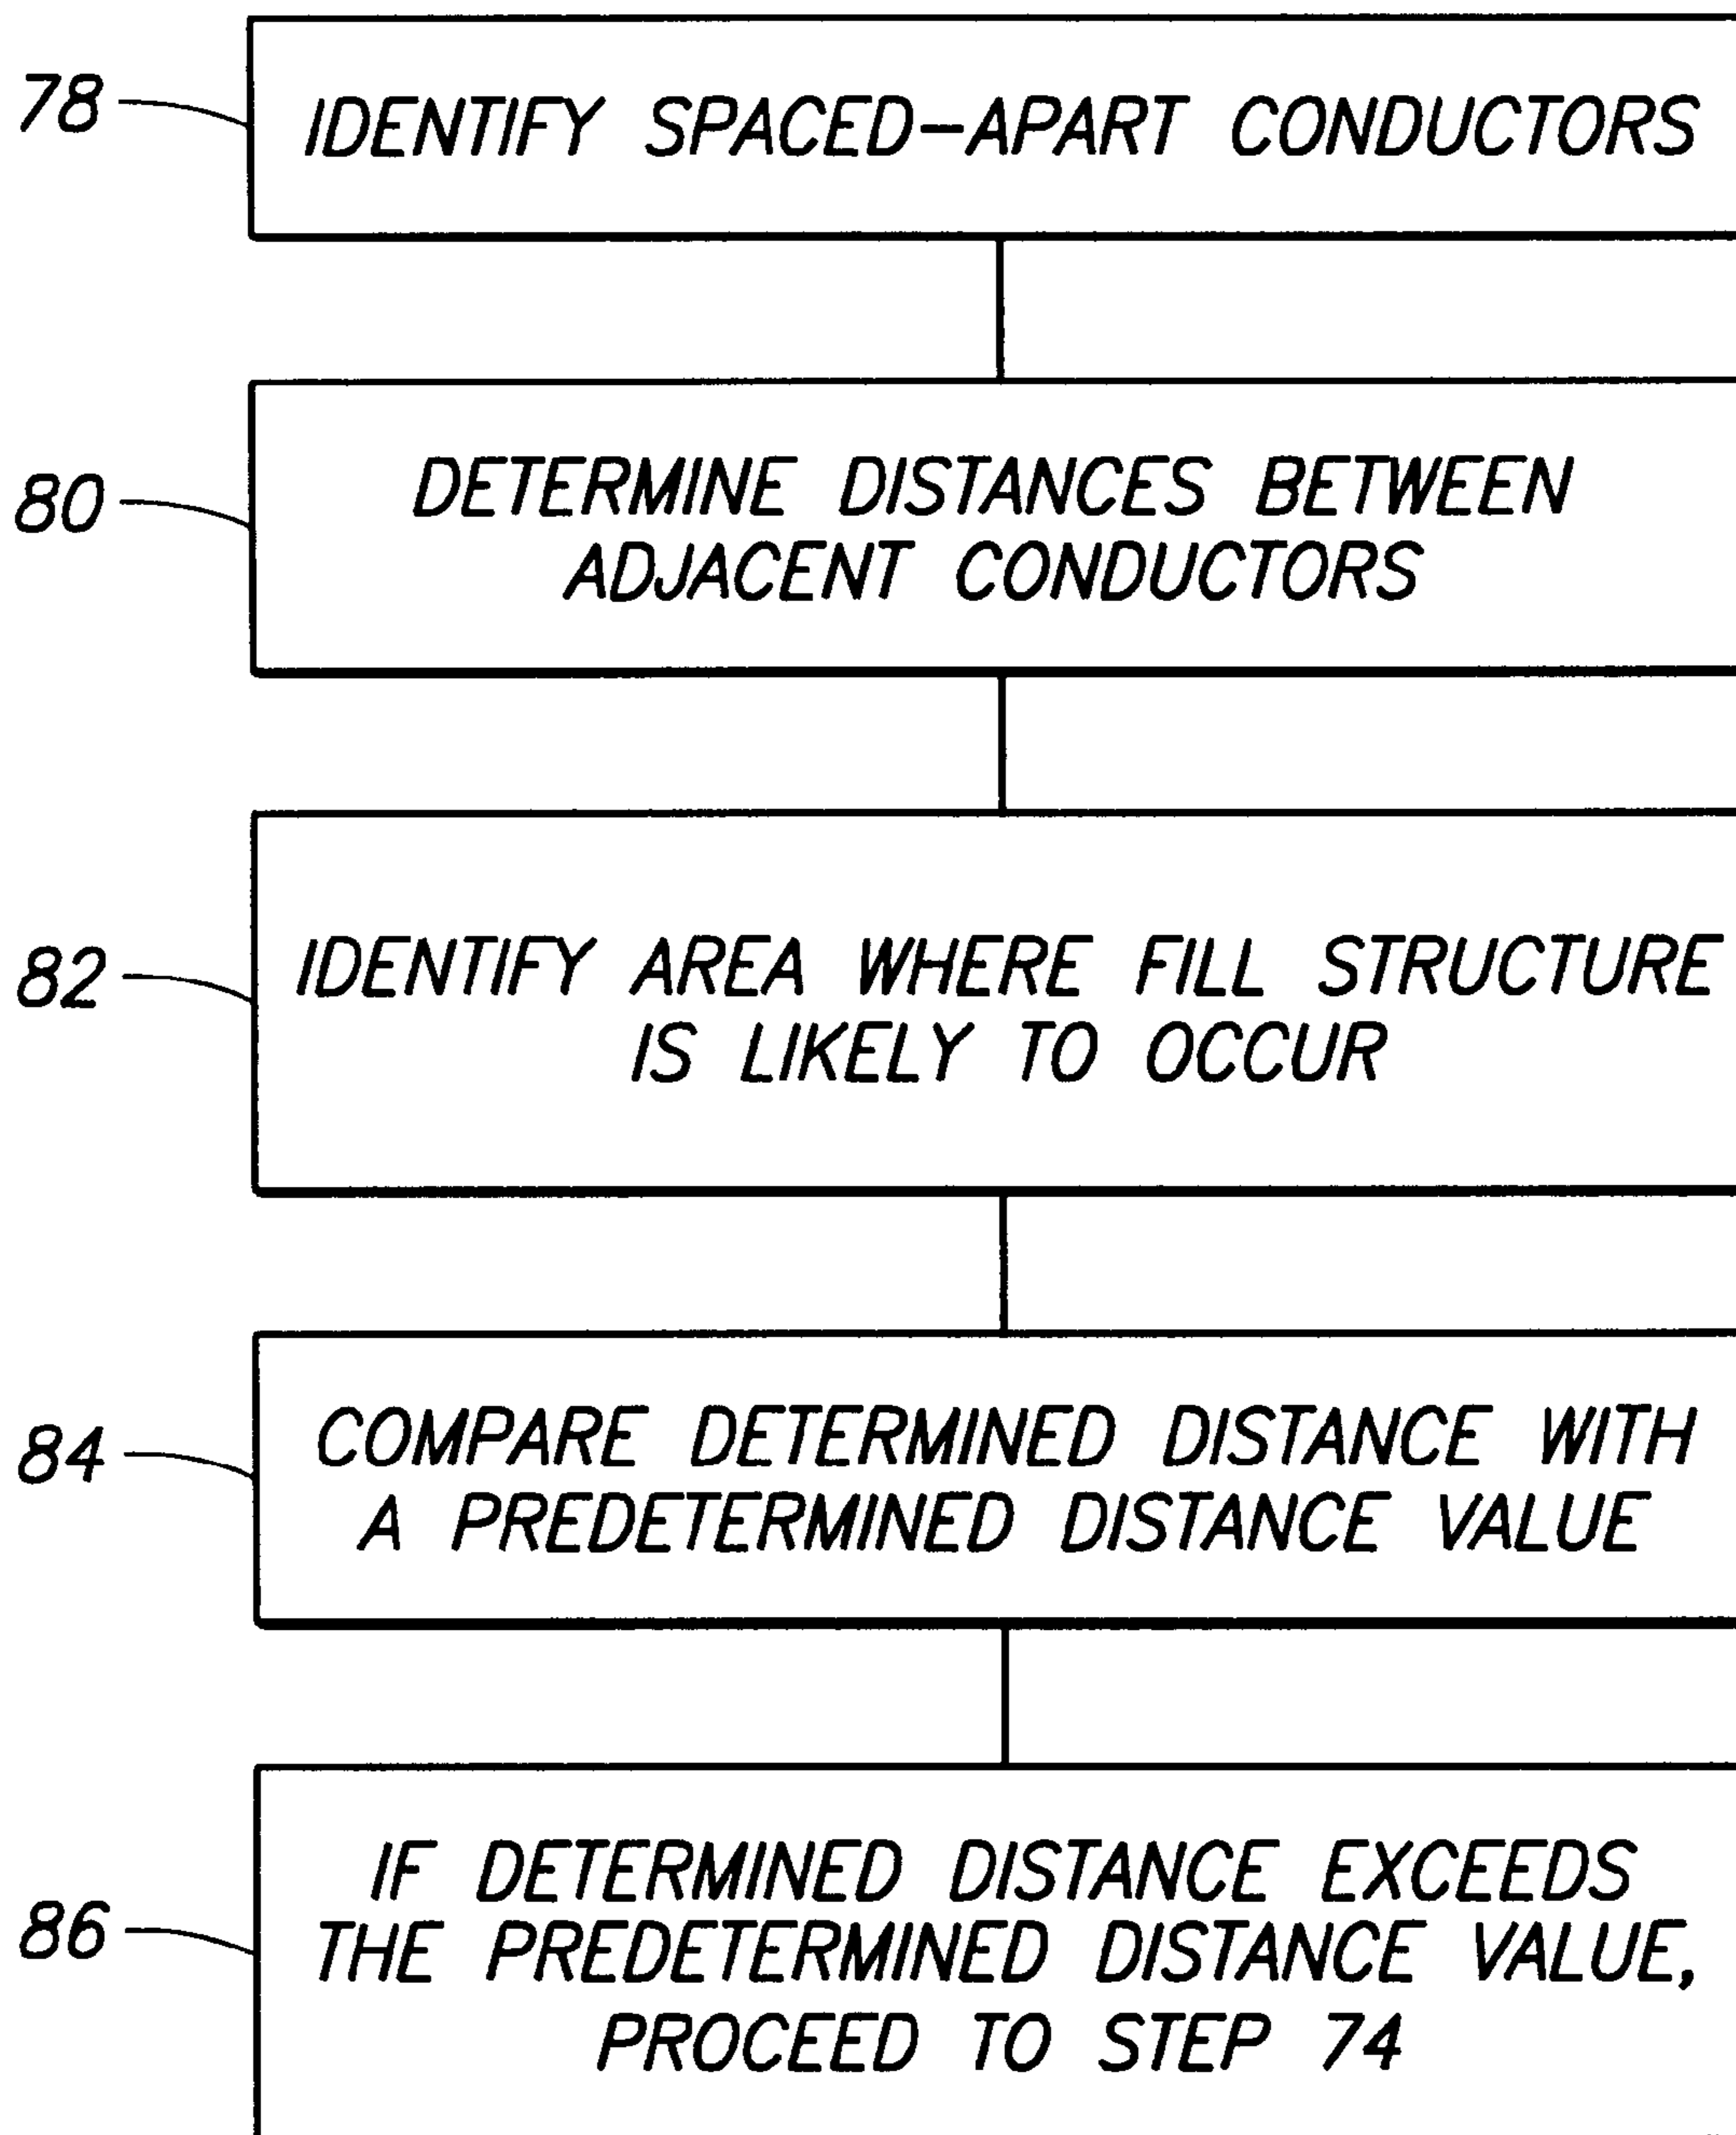 78
IDENTIFY SPACED-APART CONDUCTORS
80
DETERMINE DISTANCES BETWEEN
ADJACENT CONDUCTORS
82
IDENTIFY AREA WHERE FILL STRUCTURE
IS LIKELY TO OCCUR
84
COMPARE DETERMINED DISTANCE WITH
A PREDETERMINED DISTANCE VALUE
86
IF DETERMINED DISTANCE EXCEEDS
THE PREDETERMINED DISTANCE VALUE,
PROCEED TO STEP 74